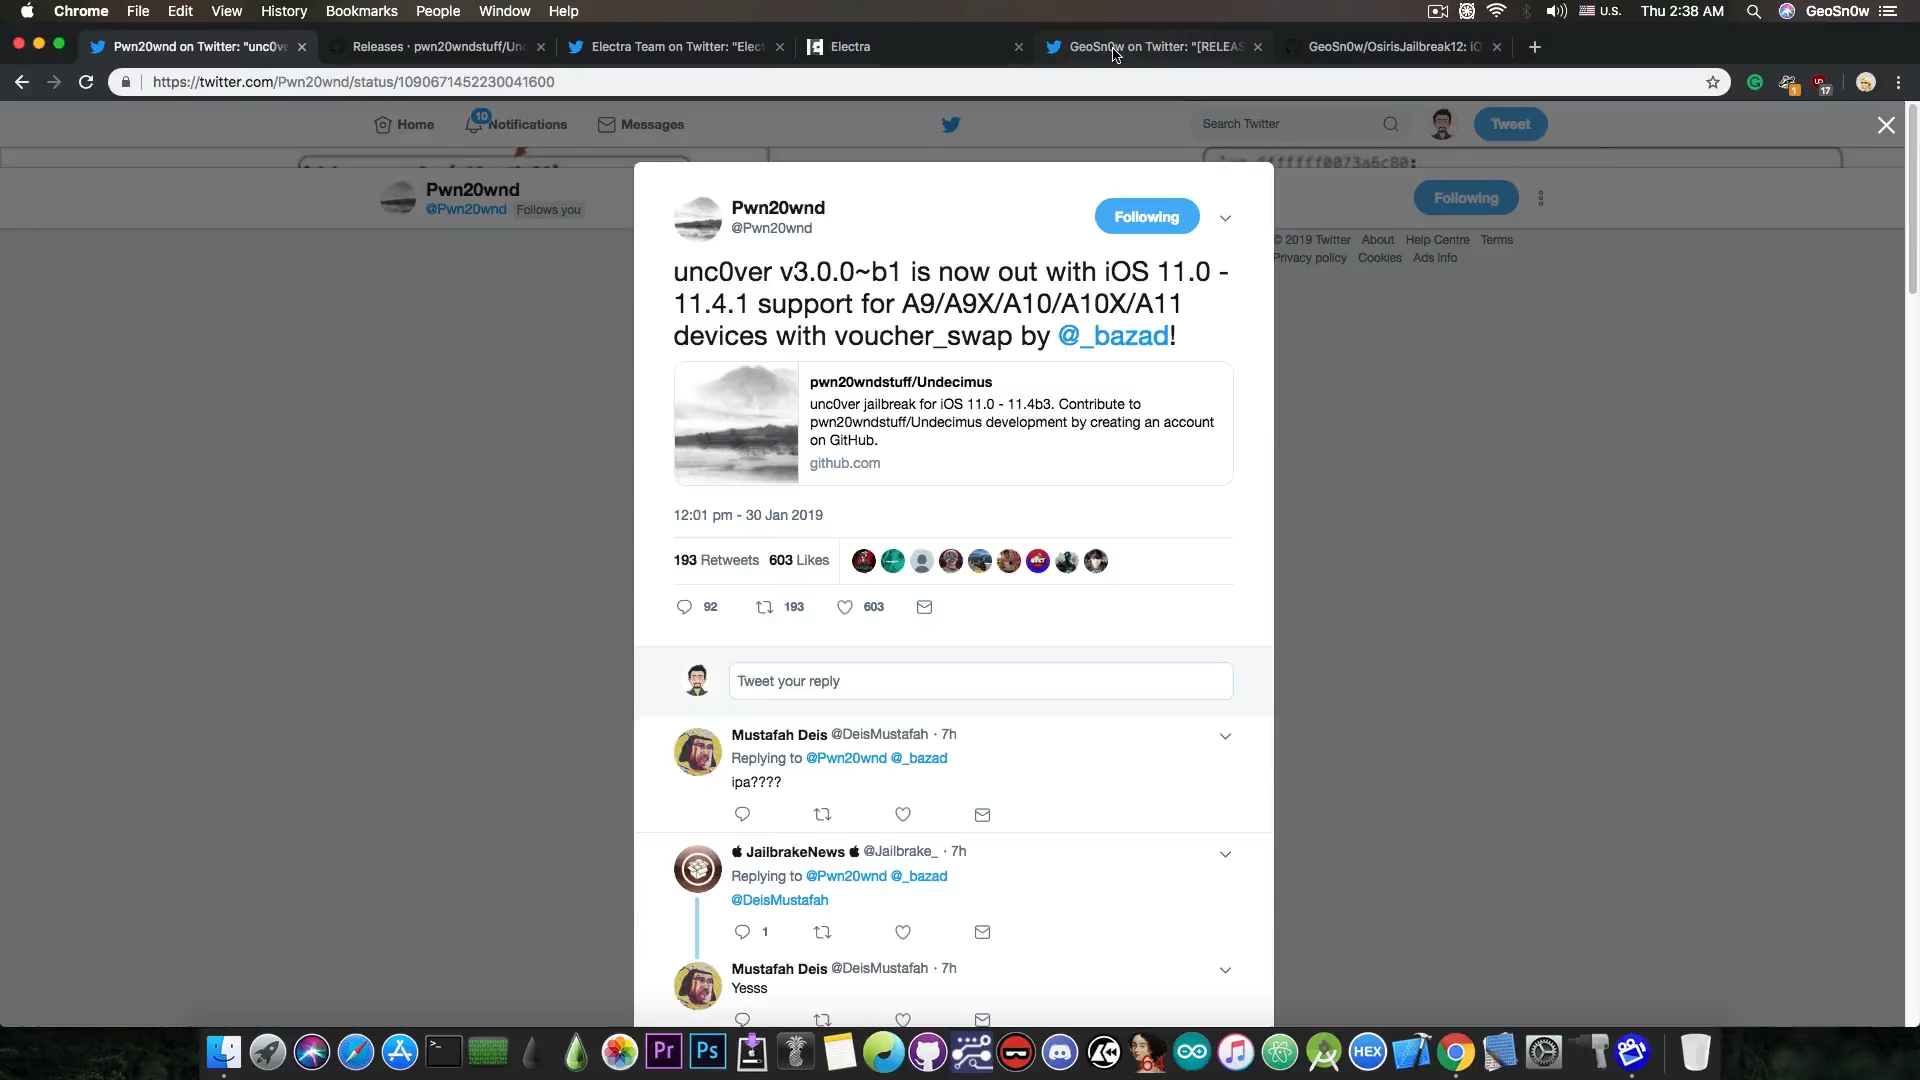 Chrome File Edit View History Bookmarks People Window Help U.S. Thu 2:38 AM GeoSn0w
Pwn20wnd on Twitter: "unc0ve Releases · pwn20wndstuff/Un Electra Team on Twitter: "Elect Electra GeoSn0w on Twitter: "[RELEAS GeoSn0w/OsirisJailbreak12: iO
https://twitter.com/Pwn20wnd/status/1090671452230041600
1 17
Home 10 Notifications Messages Search Twitter Tweet
Pwn20wnd
@Pwn20wnd Follows you
Following
© 2019 Twitter About Help Centre Terms
Privacy policy Cookies Ads info
Pwn20wnd
@Pwn20wnd
Following
unc0ver v3.0.0~b1 is now out with iOS 11.0 -
11.4.1 support for A9/A9X/A10/A10X/A11
devices with voucher_swap by @_bazad!
pwn20wndstuff/Undecimus
unc0ver jailbreak for iOS 11.0 - 11.4b3. Contribute to
pwn20wndstuff/Undecimus development by creating an account
on GitHub.
github.com
12:01 pm - 30 Jan 2019
193 Retweets 603 Likes
92 193 603
Tweet your reply
Mustafah Deis @DeisMustafah · 7h
Replying to @Pwn20wnd @_bazad
ipa????
JailbrakeNews @Jailbrake_ · 7h
Replying to @Pwn20wnd @_bazad
@DeisMustafah
1
Mustafah Deis @DeisMustafah · 7h
Yesss
Pr Ps 64 HEX